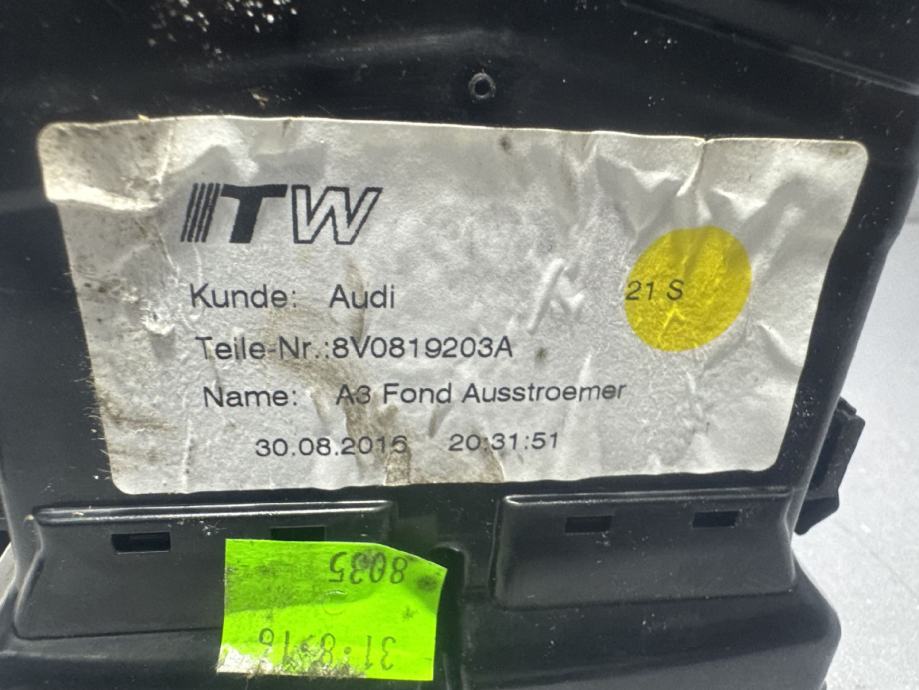 ITW
Kunde: Audi
21 S
Teile-Nr.:8V0819203A
Name: A3 Fond Ausstroemer
30.08.2016 20:31:51
8035
31.8.16